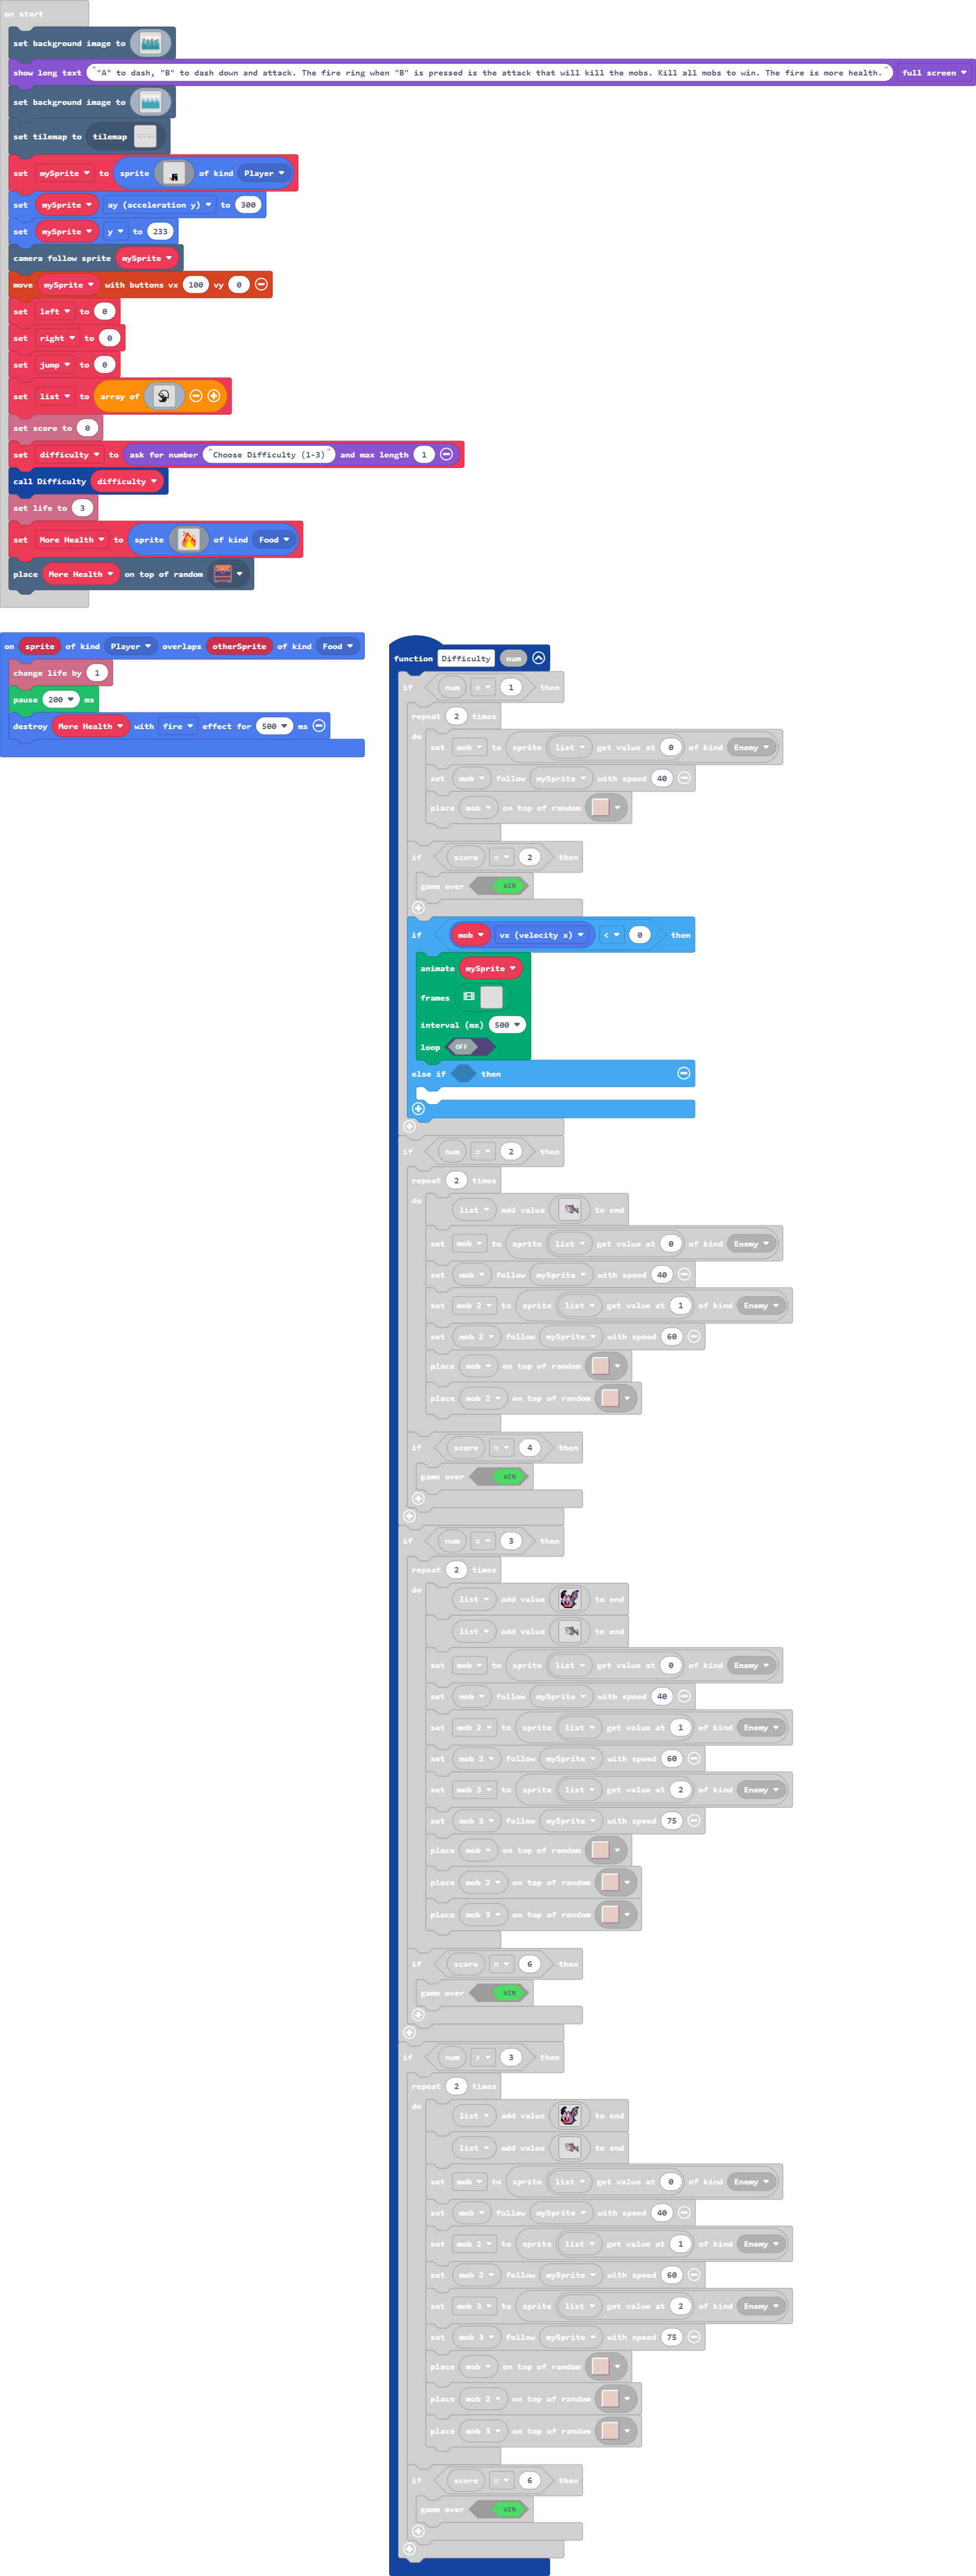 on start
set background image to
show long text ""A" to dash, "B" to dash down and attack. The fire ring when "B" is pressed is the attack that will kill the mobs. Kill all mobs to win. The fire is more health." full screen
set background image to
set tilemap to tilemap
set mySprite to sprite of kind Player
set mySprite ay (acceleration y) to 300
set mySprite y to 233
camera follow sprite mySprite
move mySprite with buttons vx 100 vy 0
set left to 0
set right to 0
set jump to 0
set list to array of
set score to 0
set difficulty to ask for number "Choose Difficulty (1-3)" and max length 1
call Difficulty difficulty
set life to 3
set More Health to sprite of kind Food
place More Health on top of random
on sprite of kind Player overlaps otherSprite of kind Food
change life by 1
pause 200 ms
destroy More Health with fire effect for 500 ms
function Difficulty num
if num = 1 then
repeat 2 times
do
set mob to sprite list get value at 0 of kind Enemy
set mob follow mySprite with speed 40
place mob on top of random
if score = 2 then
game over WIN
if mob vx (velocity x) < 0 then
animate mySprite
frames
interval (ms) 500
loop OFF
else if then
if num = 2 then
repeat 2 times
do
list add value to end
set mob to sprite list get value at 0 of kind Enemy
set mob follow mySprite with speed 40
set mob 2 to sprite list get value at 1 of kind Enemy
set mob 2 follow mySprite with speed 60
place mob on top of random
place mob 2 on top of random
if score = 4 then
game over WIN
if num = 3 then
repeat 2 times
do
list add value to end
list add value to end
set mob to sprite list get value at 0 of kind Enemy
set mob follow mySprite with speed 40
set mob 2 to sprite list get value at 1 of kind Enemy
set mob 2 follow mySprite with speed 60
set mob 3 to sprite list get value at 2 of kind Enemy
set mob 3 follow mySprite with speed 75
place mob on top of random
place mob 2 on top of random
place mob 3 on top of random
if score = 6 then
game over WIN
if num > 3 then
repeat 2 times
do
list add value to end
list add value to end
set mob to sprite list get value at 0 of kind Enemy
set mob follow mySprite with speed 40
set mob 2 to sprite list get value at 1 of kind Enemy
set mob 2 follow mySprite with speed 60
set mob 3 to sprite list get value at 2 of kind Enemy
set mob 3 follow mySprite with speed 75
place mob on top of random
place mob 2 on top of random
place mob 3 on top of random
if score = 6 then
game over WIN